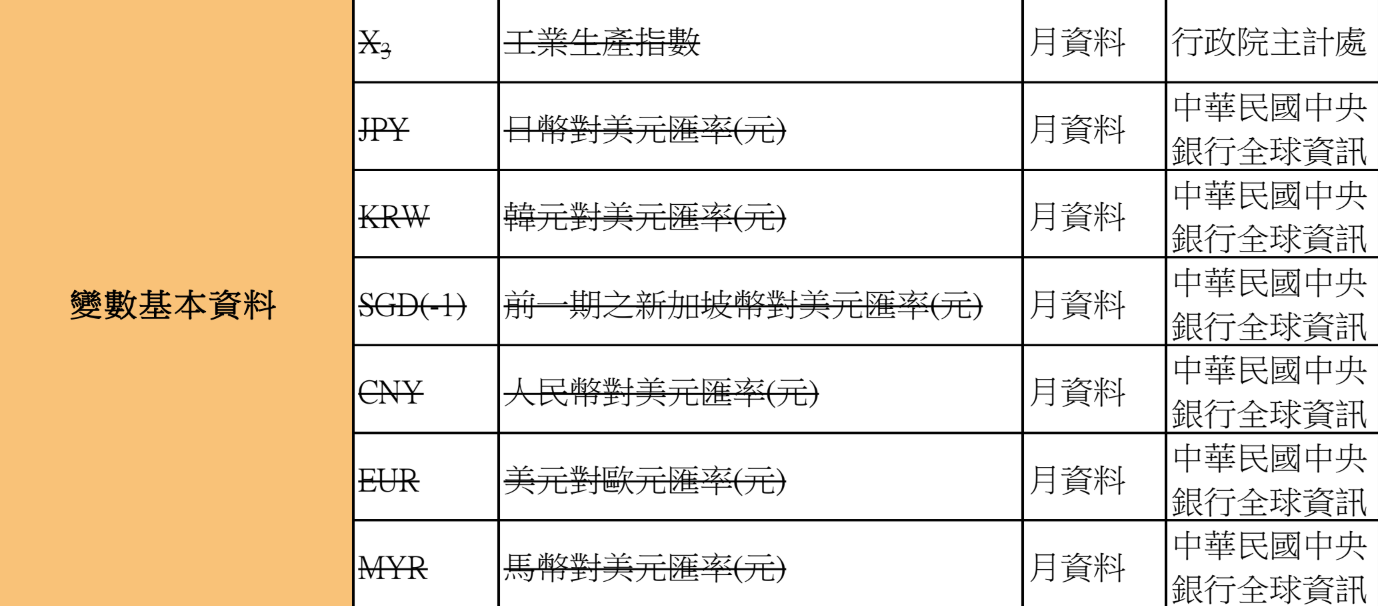 變數基本資料
X₃ 工業生產指數 月資料 行政院主計處
JPY 日幣對美元匯率(元) 月資料 中華民國中央
銀行全球資訊
KRW 韓元對美元匯率(元) 月資料 中華民國中央
銀行全球資訊
SGD(-1) 前一期之新加坡幣對美元匯率(元) 月資料 中華民國中央
銀行全球資訊
CNY 人民幣對美元匯率(元) 月資料 中華民國中央
銀行全球資訊
EUR 美元對歐元匯率(元) 月資料 中華民國中央
銀行全球資訊
MYR 馬幣對美元匯率(元) 月資料 中華民國中央
銀行全球資訊